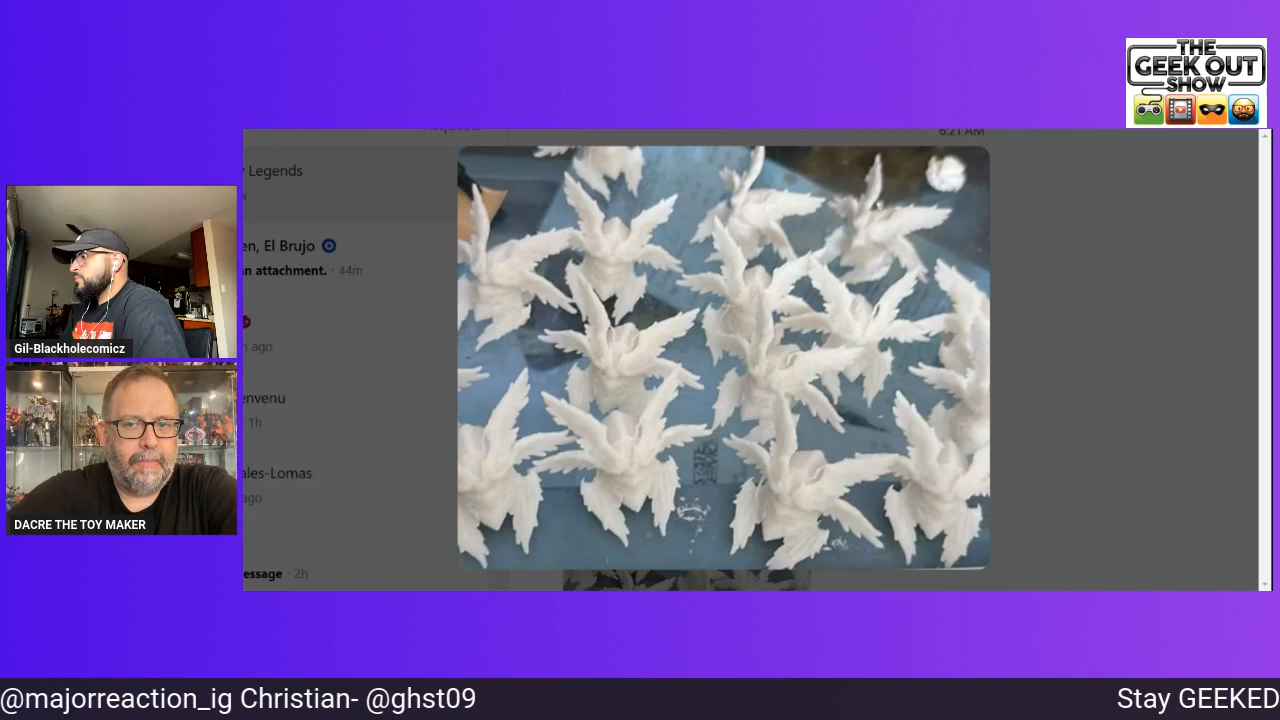 THE
GEEK OUT
SHOW
6:21 AM
Legends
en, El Brujo
n attachment. · 44m
ago
envenu
1h
ales-Lomas
ago
essage · 2h
Gil-Blackholecomicz
DACRE THE TOY MAKER
@majorreaction_ig Christian- @ghst09
Stay GEEKED